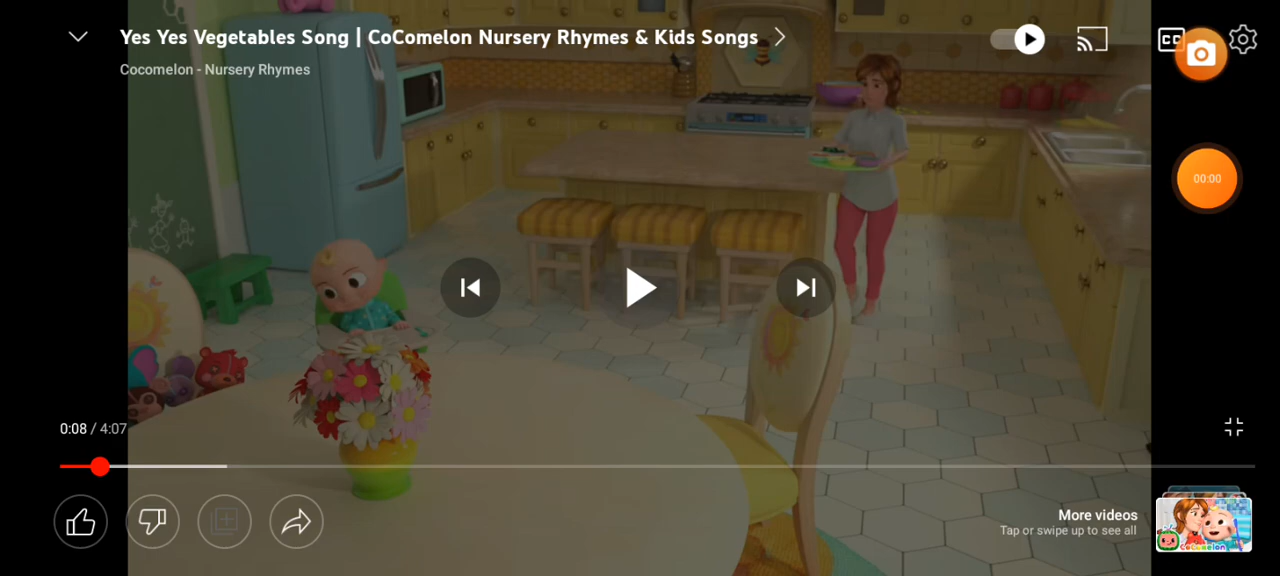 Yes Yes Vegetables Song | CoComelon Nursery Rhymes & Kids Songs
Cocomelon - Nursery Rhymes
CC
00:00
0:08 / 4:07
More videos
Tap or swipe up to see all
CoComelon